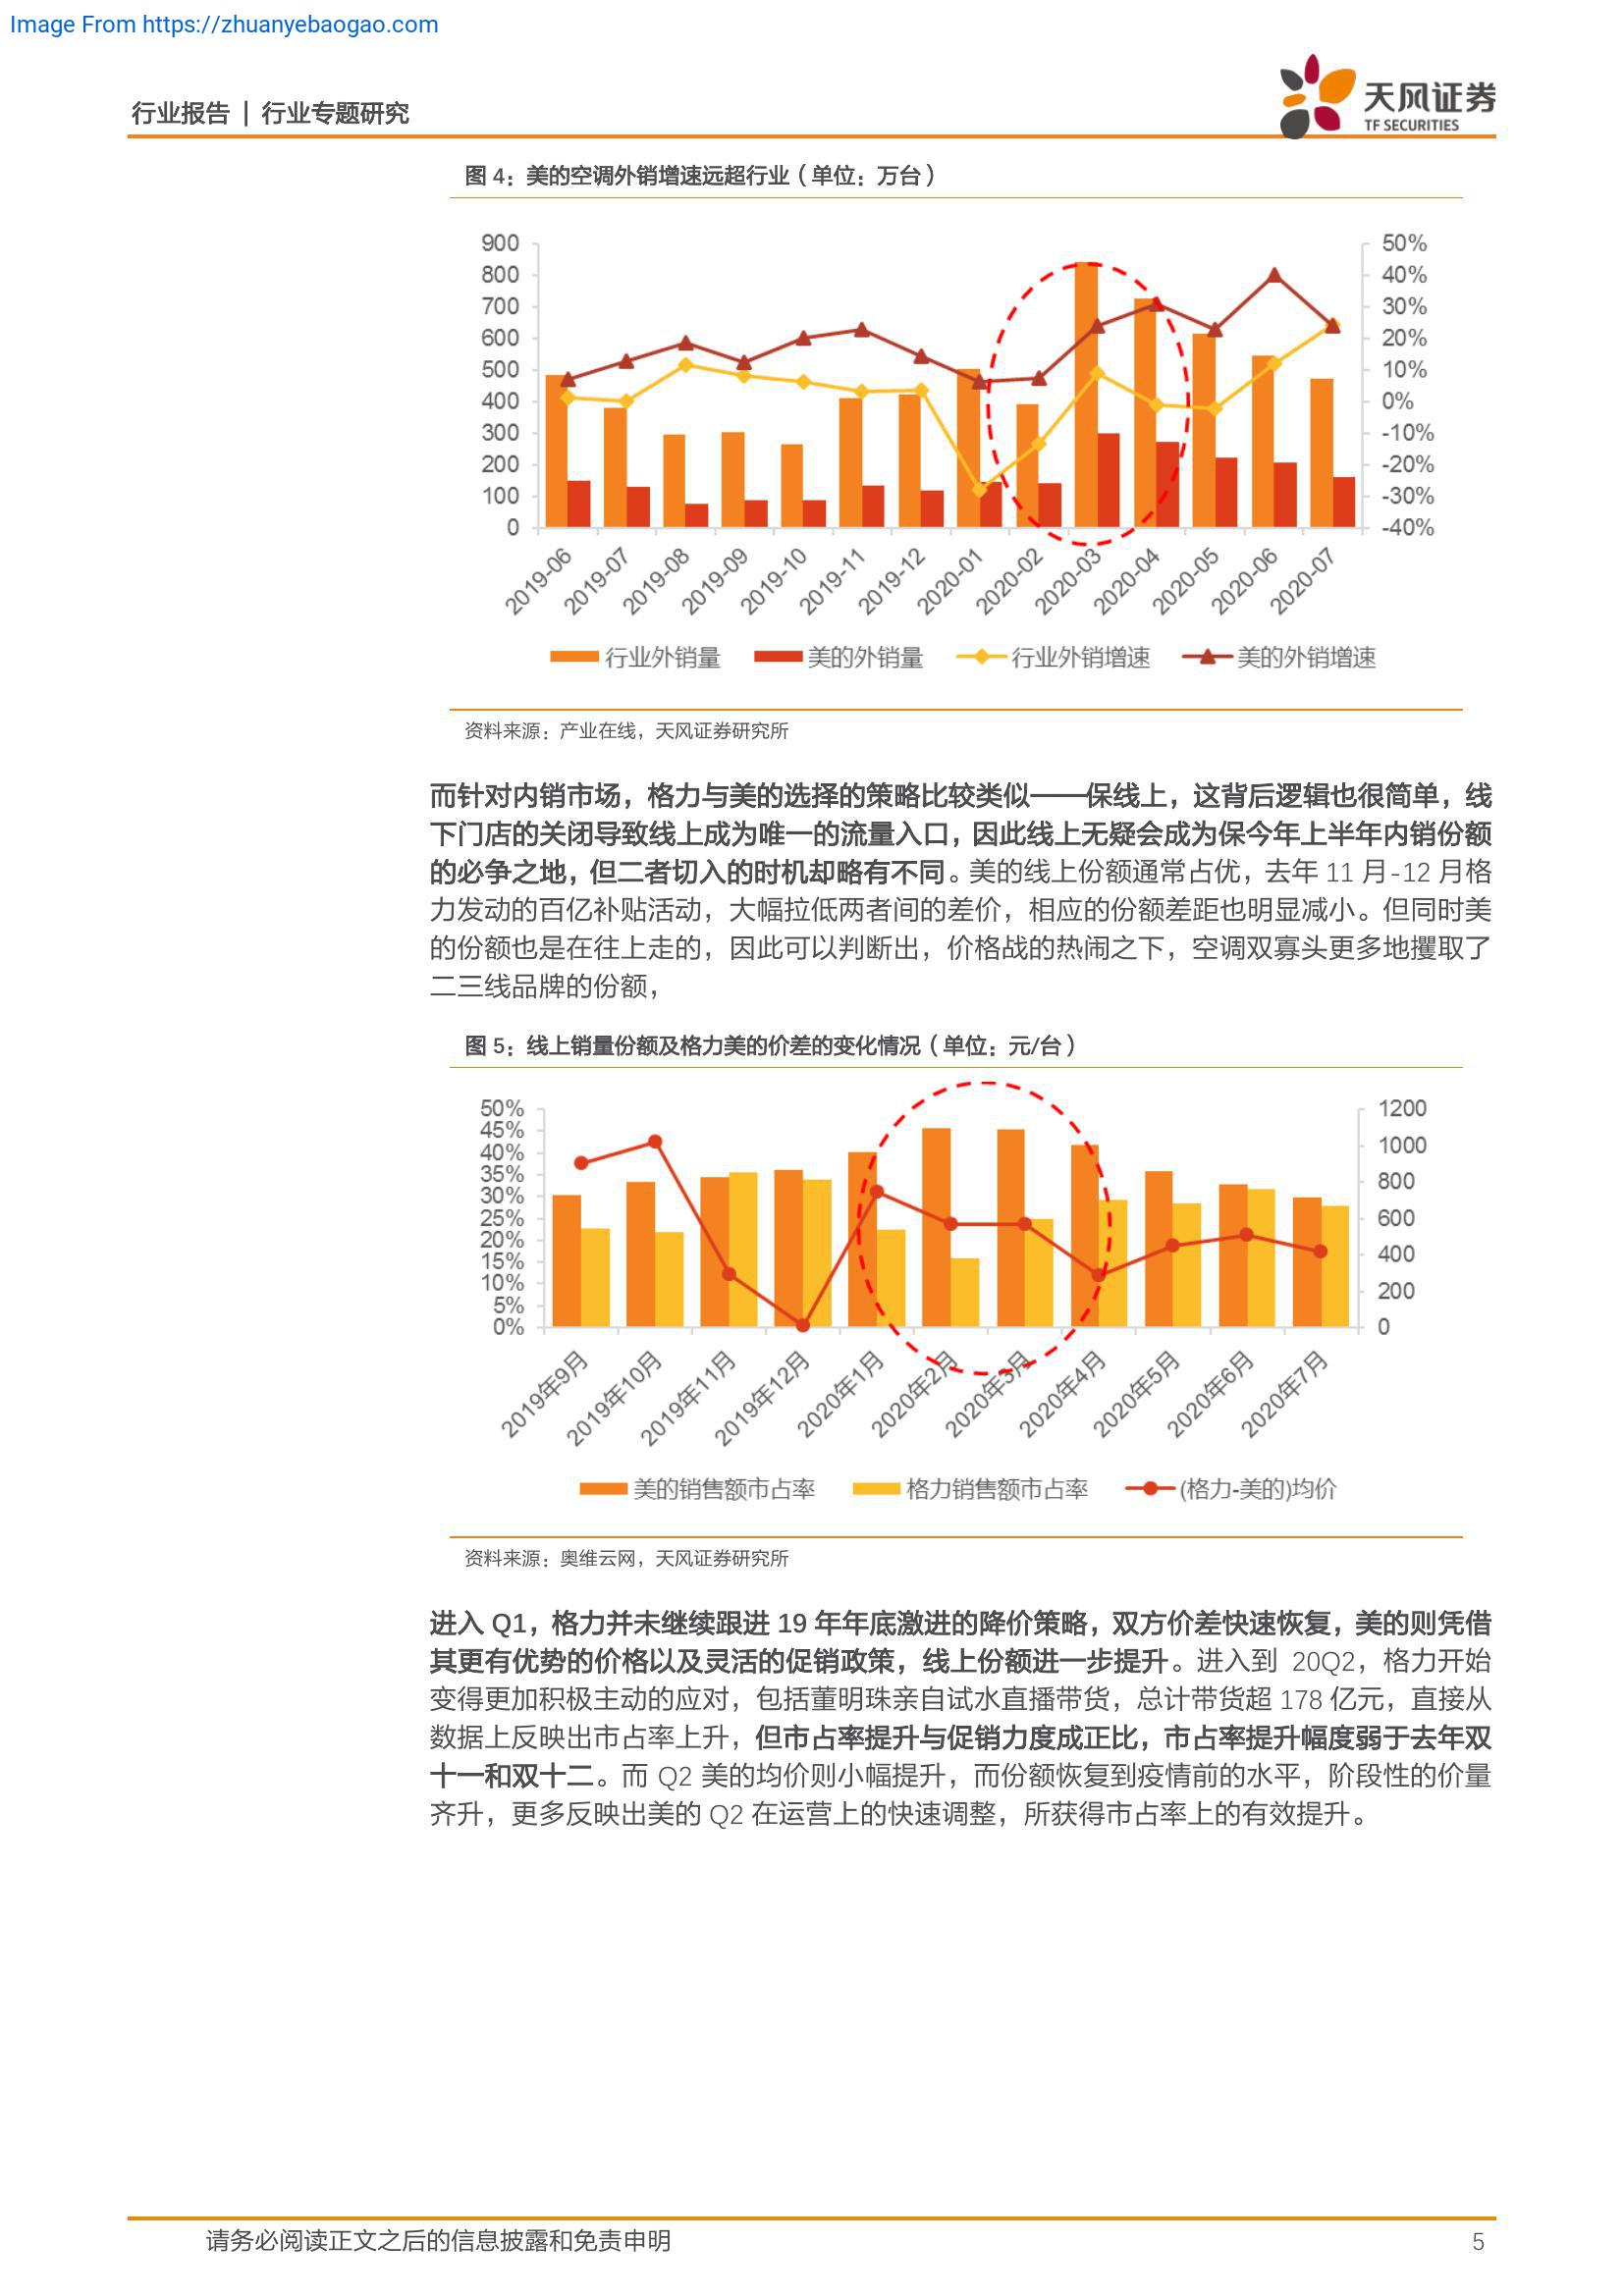 Image From https://zhuanyebaogao.com
行业报告 | 行业专题研究
天风证券
TF SECURITIES
图 4：美的空调外销增速远超行业（单位：万台）
900 50%
800 40%
700 30%
600 20%
500 10%
400 0%
300 -10%
200 -20%
100 -30%
0 -40%
2019-06 2019-07 2019-08 2019-09 2019-10 2019-11 2019-12 2020-01 2020-02 2020-03 2020-04 2020-05 2020-06 2020-07
行业外销量 美的外销量 行业外销增速 美的外销增速
资料来源：产业在线，天风证券研究所
而针对内销市场，格力与美的选择的策略比较类似——保线上，这背后逻辑也很简单，线
下门店的关闭导致线上成为唯一的流量入口，因此线上无疑会成为保今年上半年内销份额
的必争之地，但二者切入的时机却略有不同。美的线上份额通常占优，去年 11 月-12 月格
力发动的百亿补贴活动，大幅拉低两者间的差价，相应的份额差距也明显减小。但同时美
的份额也是在往上走的，因此可以判断出，价格战的热闹之下，空调双寡头更多地攫取了
二三线品牌的份额，
图 5：线上销量份额及格力美的价差的变化情况（单位：元/台）
50% 1200
45%
40% 1000
35% 800
30%
25% 600
20% 400
15%
10% 200
5%
0% 0
2019年9月 2019年10月 2019年11月 2019年12月 2020年1月 2020年2月 2020年3月 2020年4月 2020年5月 2020年6月 2020年7月
美的销售额市占率 格力销售额市占率 (格力-美的)均价
资料来源：奥维云网，天风证券研究所
进入 Q1，格力并未继续跟进 19 年年底激进的降价策略，双方价差快速恢复，美的则凭借
其更有优势的价格以及灵活的促销政策，线上份额进一步提升。进入到 20Q2，格力开始
变得更加积极主动的应对，包括董明珠亲自试水直播带货，总计带货超 178 亿元，直接从
数据上反映出市占率上升，但市占率提升与促销力度成正比，市占率提升幅度弱于去年双
十一和双十二。而 Q2 美的均价则小幅提升，而份额恢复到疫情前的水平，阶段性的价量
齐升，更多反映出美的 Q2 在运营上的快速调整，所获得市占率上的有效提升。
请务必阅读正文之后的信息披露和免责申明 5